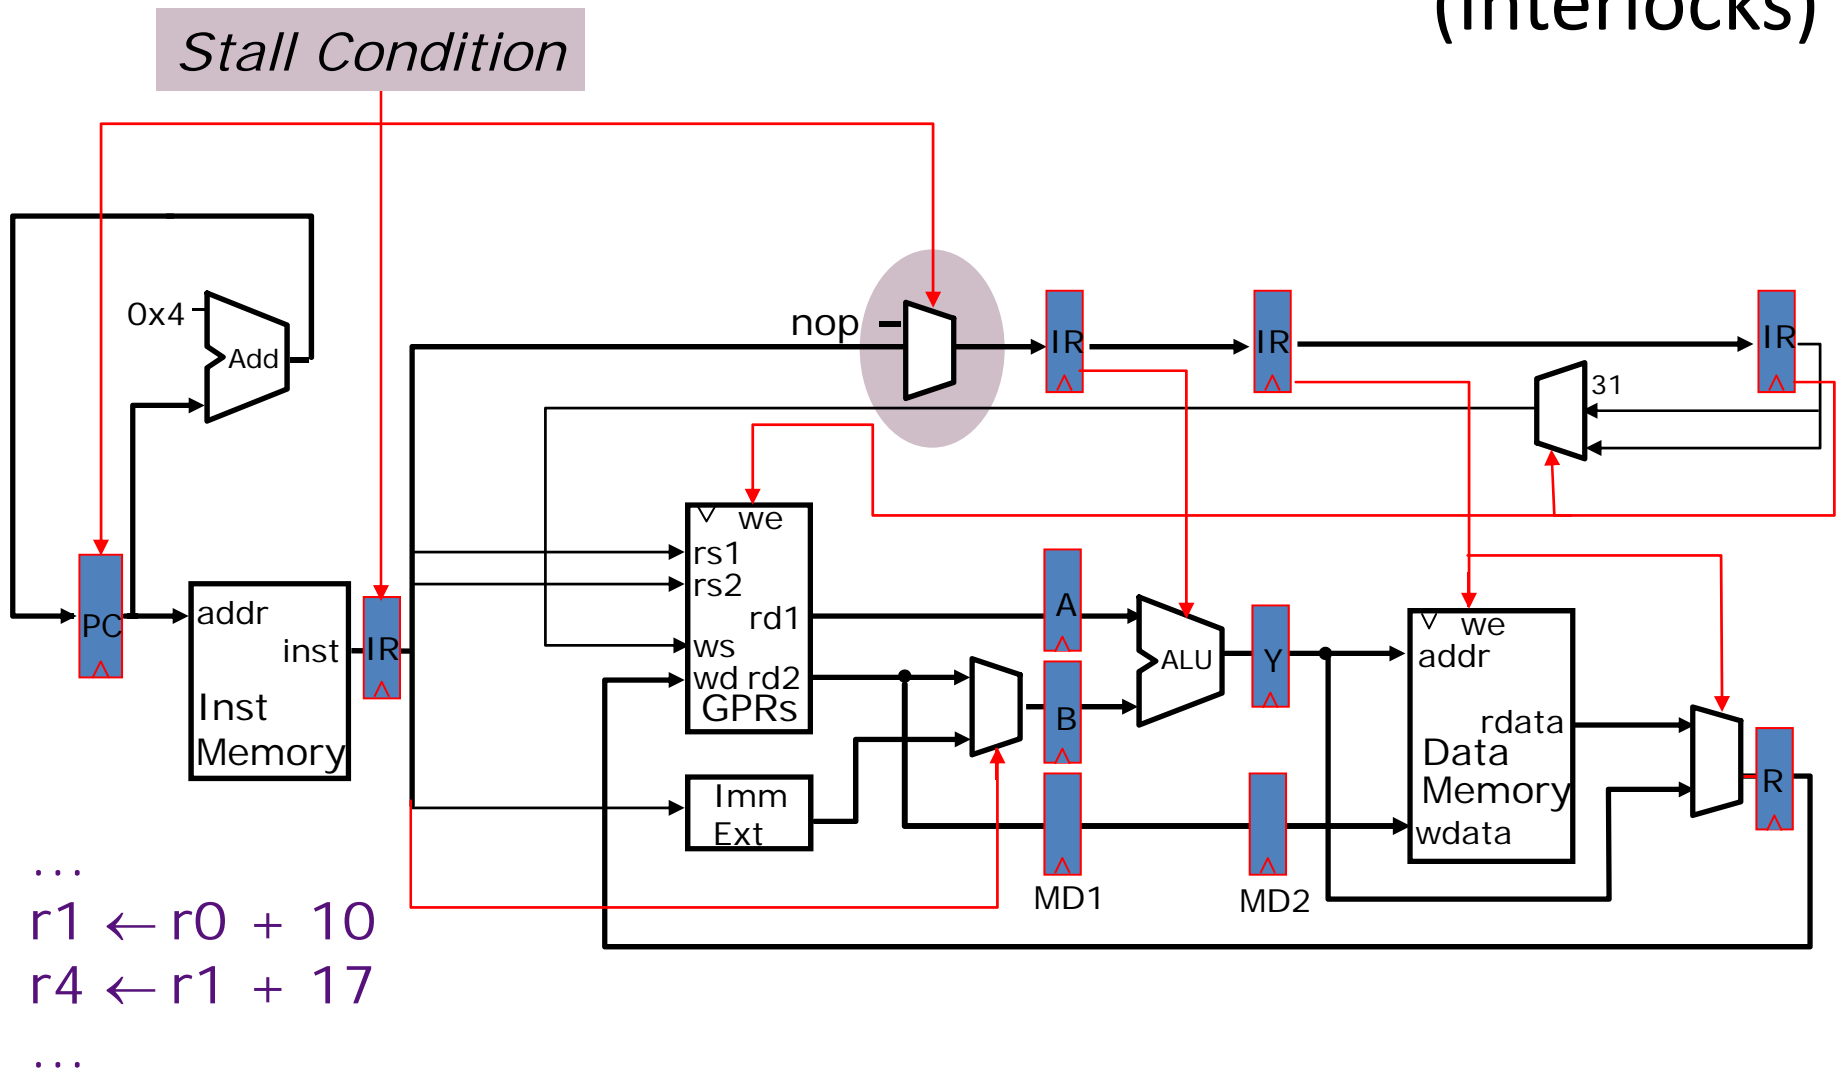 (Interlocks)
Stall Condition
0x4
Add
nop
IR
IR
IR
31
we
rs1
rs2
rd1
ws
wd rd2
GPRs
PC
addr
inst
Inst
Memory
IR
A
B
ALU
Y
we
addr
rdata
Data
Memory
wdata
R
Imm
Ext
MD1
MD2
...
r1 ← r0 + 10
r4 ← r1 + 17
...